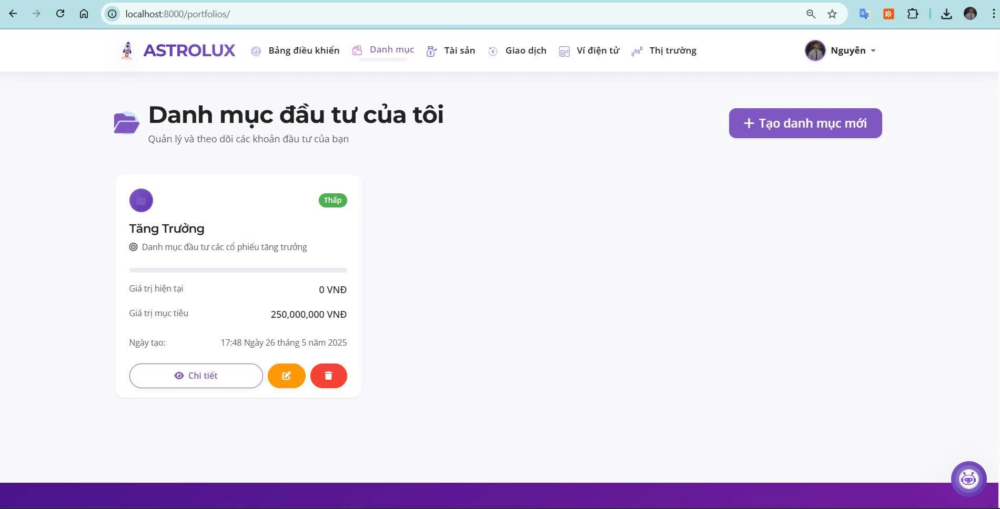 localhost:8000/portfolios/
ASTROLUX
Bảng điều khiển
Danh mục
Tài sản
Giao dịch
Ví điện tử
Thị trường
Nguyễn
Danh mục đầu tư của tôi
Quản lý và theo dõi các khoản đầu tư của bạn
+ Tạo danh mục mới
Thấp
Tăng Trưởng
Danh mục đầu tư các cổ phiếu tăng trưởng
Giá trị hiện tại 0 VNĐ
Giá trị mục tiêu 250,000,000 VNĐ
Ngày tạo: 17:48 Ngày 26 tháng 5 năm 2025
Chi tiết